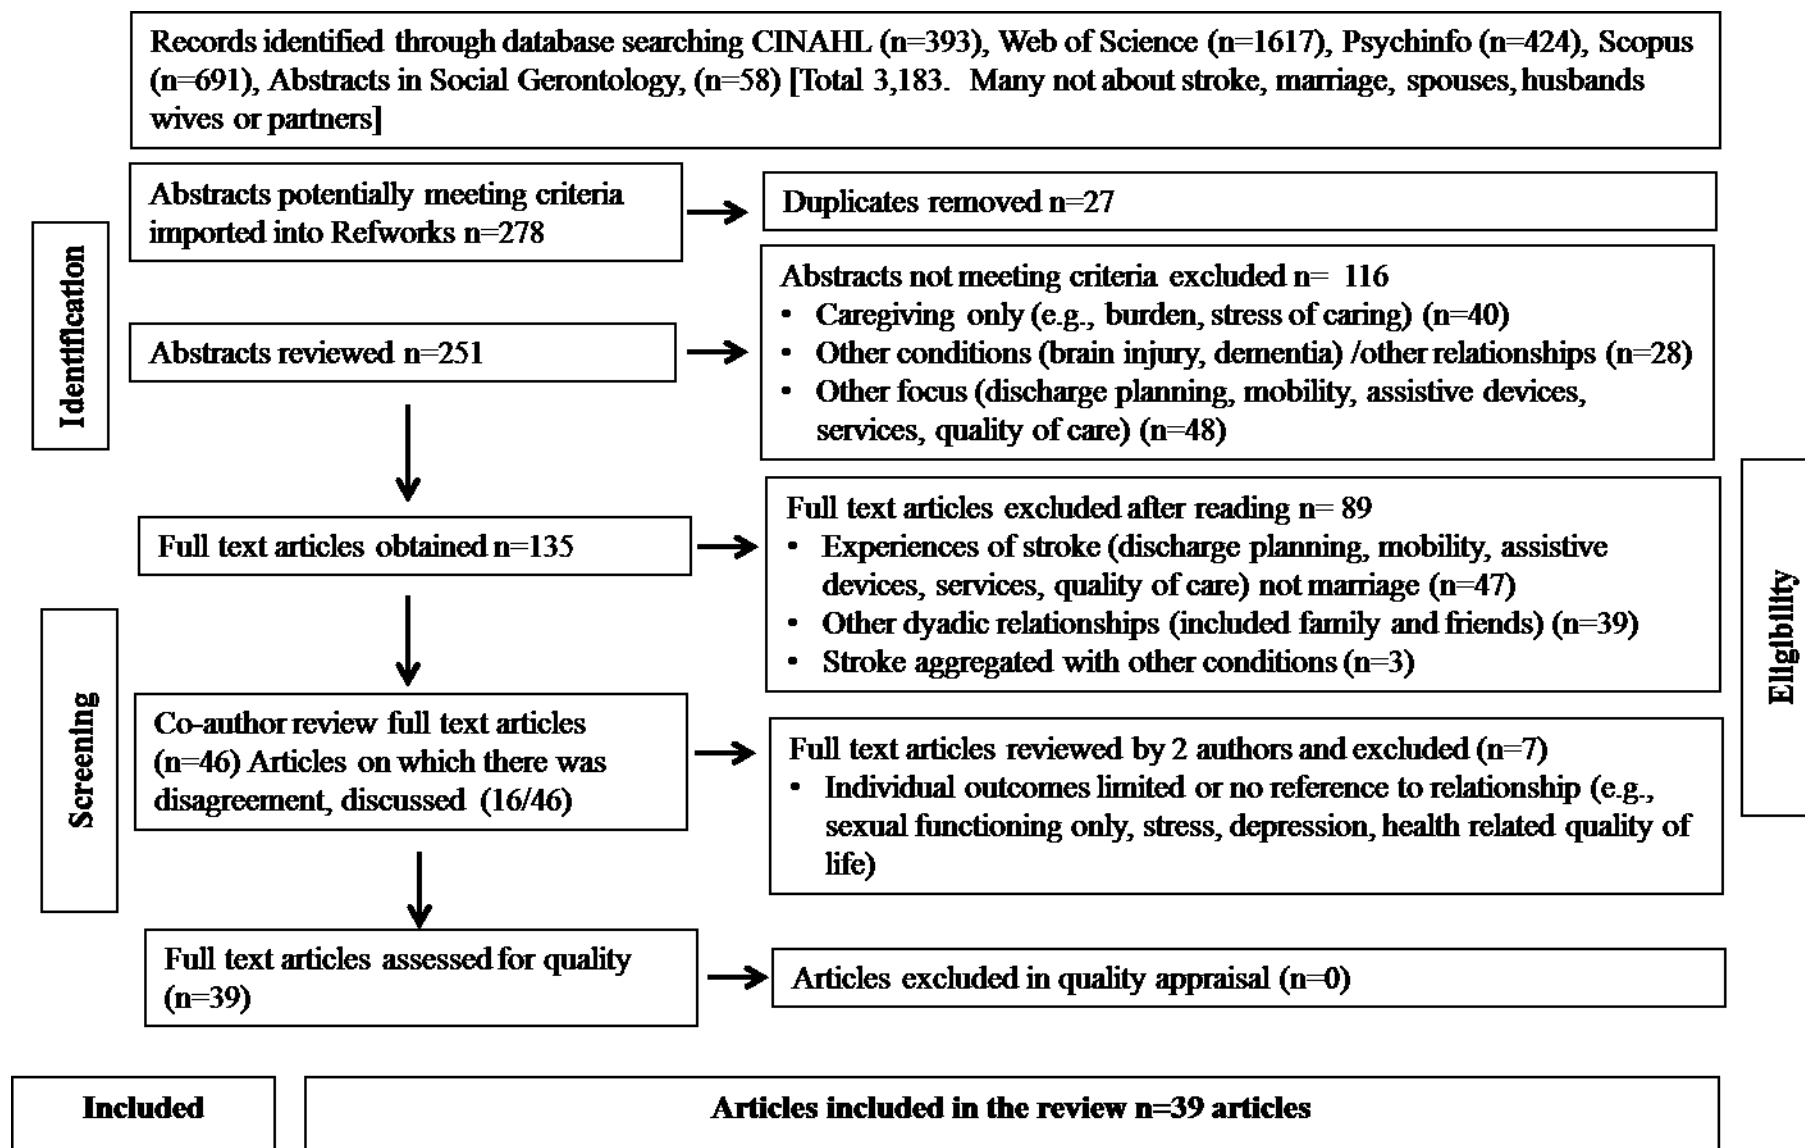 Records identified through database searching CINAHL (n=393), Web of Science (n=1617), Psychinfo (n=424), Scopus
(n=691), Abstracts in Social Gerontology, (n=58) [Total 3,183. Many not about stroke, marriage, spouses, husbands
wives or partners]
Identification
Abstracts potentially meeting criteria
imported into Refworks n=278
Duplicates removed n=27
Abstracts reviewed n=251
Abstracts not meeting criteria excluded n= 116
• Caregiving only (e.g., burden, stress of caring) (n=40)
• Other conditions (brain injury, dementia) /other relationships (n=28)
• Other focus (discharge planning, mobility, assistive devices,
services, quality of care) (n=48)
Eligibility
Full text articles obtained n=135
Full text articles excluded after reading n= 89
• Experiences of stroke (discharge planning, mobility, assistive
devices, services, quality of care) not marriage (n=47)
• Other dyadic relationships (included family and friends) (n=39)
• Stroke aggregated with other conditions (n=3)
Screening
Co-author review full text articles
(n=46) Articles on which there was
disagreement, discussed (16/46)
Full text articles reviewed by 2 authors and excluded (n=7)
• Individual outcomes limited or no reference to relationship (e.g.,
sexual functioning only, stress, depression, health related quality of
life)
Full text articles assessed for quality
(n=39)
Articles excluded in quality appraisal (n=0)
Included
Articles included in the review n=39 articles